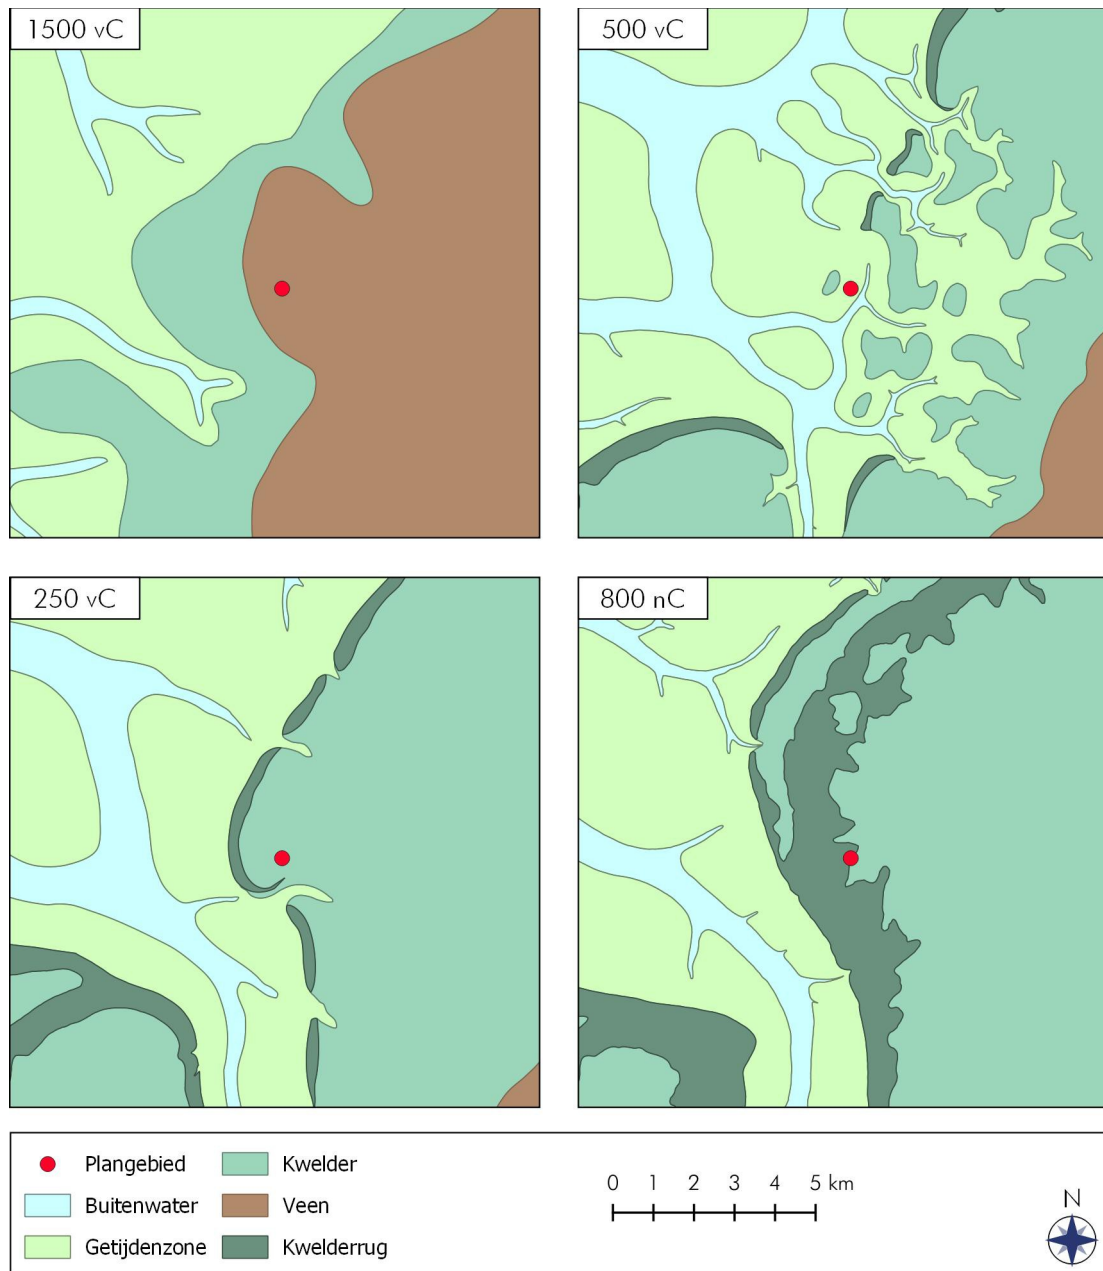 1500 vC
500 vC
250 vC
800 nC
Plangebied
Kwelder
Buitenwater
Veen
Getijdenzone
Kwelderrug
0 1 2 3 4 5 km
N